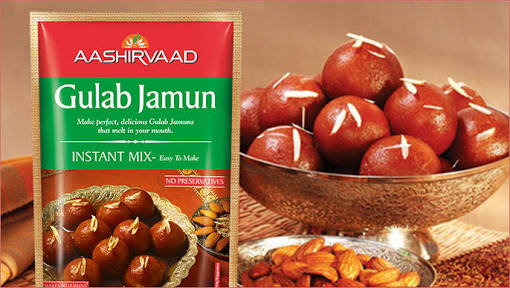 AASHIRVAAD
Gulab Jamun
Make perfect, delicious Gulab Jamuns
that melt in your mouth.
INSTANT MIX- Easy To Make
NO PRESERVATIVES